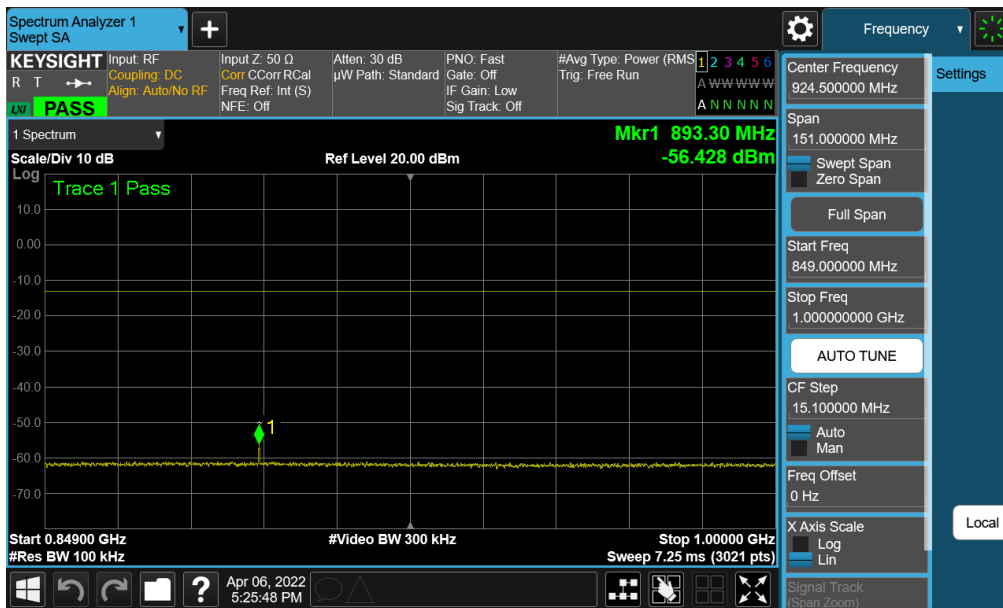 Spectrum Analyzer 1
Swept SA
Frequency
KEYSIGHT
R T
LXI PASS
Input: RF
Coupling: DC
Align: Auto/No RF
Input Z: 50 Ω
Corr CCorr RCal
Freq Ref: Int (S)
NFE: Off
Atten: 30 dB
µW Path: Standard
PNO: Fast
Gate: Off
IF Gain: Low
Sig Track: Off
#Avg Type: Power (RMS
Trig: Free Run
1 2 3 4 5 6
A W W W W W
A N N N N N
1 Spectrum
Mkr1 893.30 MHz
Scale/Div 10 dB
Ref Level 20.00 dBm
-56.428 dBm
Log
Trace 1 Pass
10.0
0.00
-10.0
-20.0
-30.0
-40.0
-50.0
1
-60.0
-70.0
Start 0.84900 GHz
#Video BW 300 kHz
Stop 1.00000 GHz
#Res BW 100 kHz
Sweep 7.25 ms (3021 pts)
Center Frequency
924.500000 MHz
Span
151.000000 MHz
Swept Span
Zero Span
Full Span
Start Freq
849.000000 MHz
Stop Freq
1.000000000 GHz
AUTO TUNE
CF Step
15.100000 MHz
Auto
Man
Freq Offset
0 Hz
X Axis Scale
Log
Lin
Signal Track
(Span Zoom)
Settings
Local
?
Apr 06, 2022
5:25:48 PM